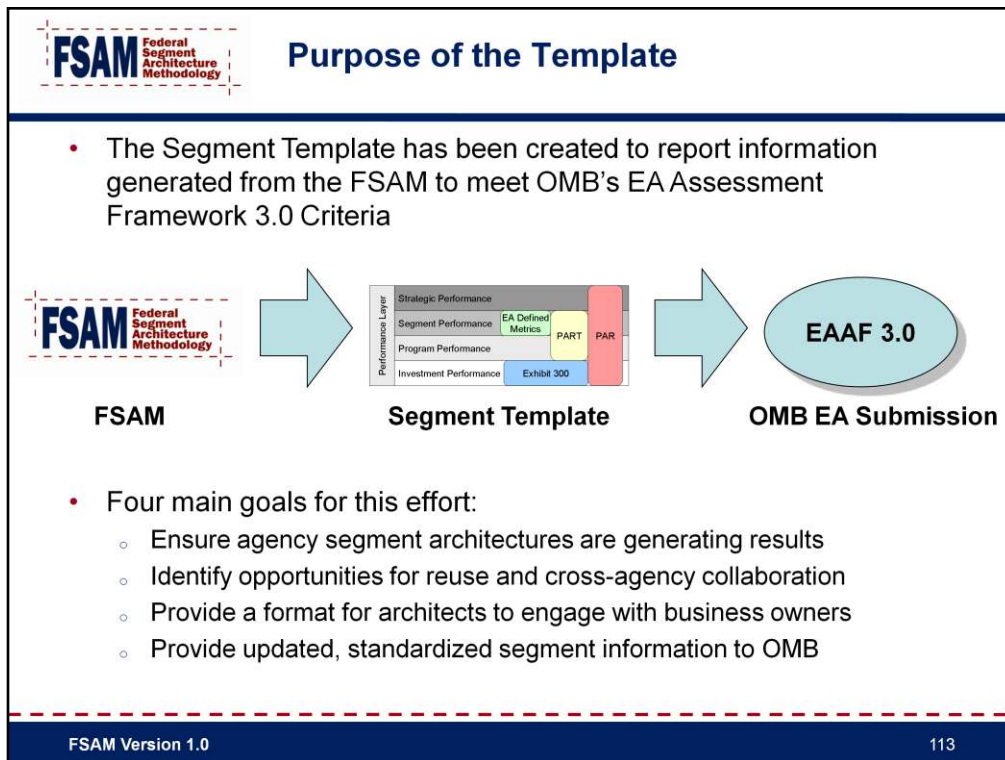 FSAM Federal
Segment
Architecture
Methodology
Purpose of the Template
• The Segment Template has been created to report information
generated from the FSAM to meet OMB's EA Assessment
Framework 3.0 Criteria
FSAM Federal
Segment
Architecture
Methodology
Performance Layer
Strategic Performance
Segment Performance
Program Performance
Investment Performance
EA Defined
Metrics
PART
PAR
Exhibit 300
EAAF 3.0
FSAM
Segment Template
OMB EA Submission
• Four main goals for this effort:
o Ensure agency segment architectures are generating results
o Identify opportunities for reuse and cross-agency collaboration
o Provide a format for architects to engage with business owners
o Provide updated, standardized segment information to OMB
FSAM Version 1.0
113